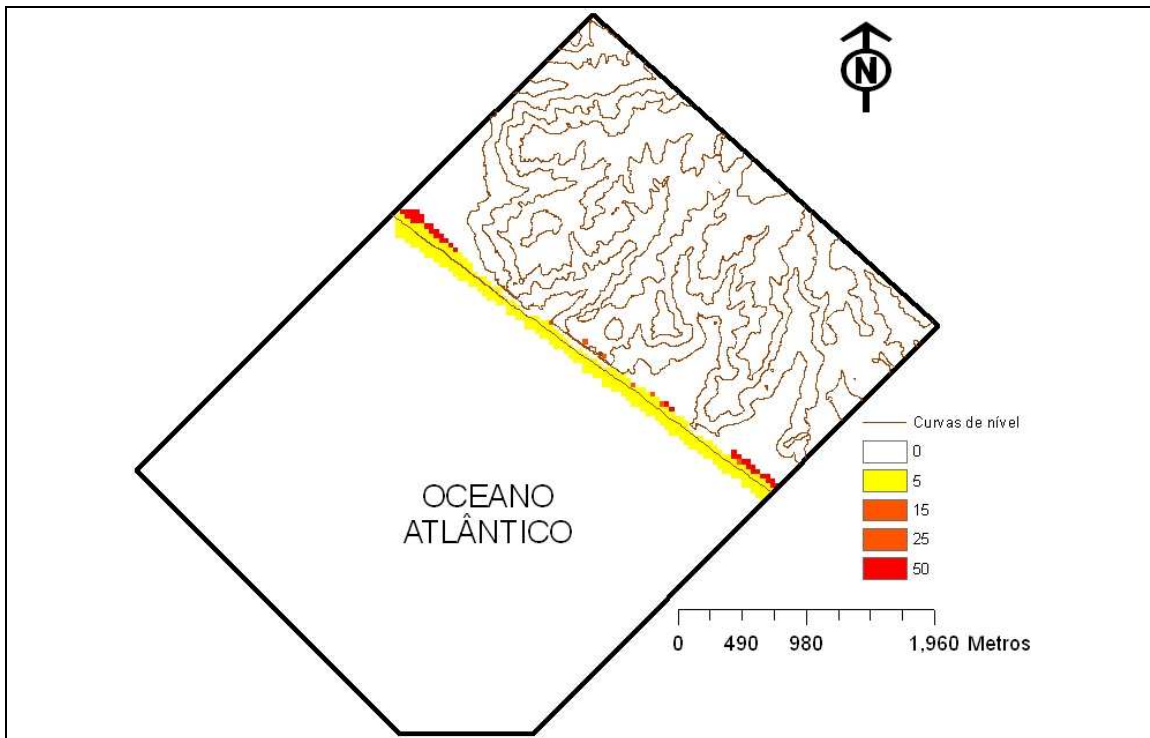 N
OCEANO
ATLÂNTICO
Curvas de nível
0
5
15
25
50
0 490 980 1,960 Metros